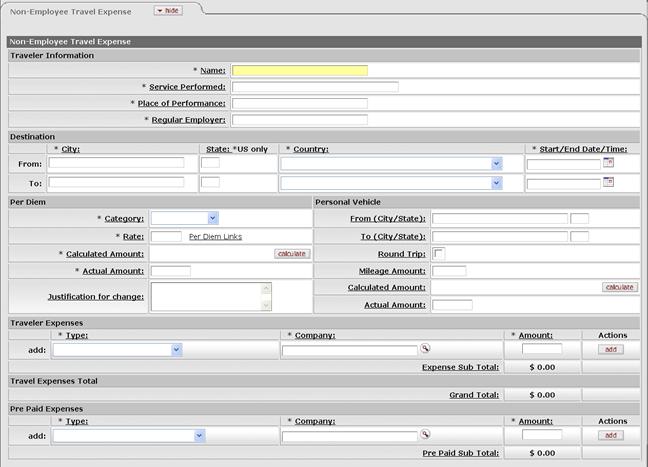 Non-Employee Travel Expense hide
Non-Employee Travel Expense
Traveler Information
* Name:
* Service Performed:
* Place of Performance:
* Regular Employer:
Destination
* City: State: *US only * Country: * Start/End Date/Time:
From:
To:
Per Diem
* Category:
* Rate: Per Diem Links
* Calculated Amount: calculate
* Actual Amount:
Justification for change:
Personal Vehicle
From (City/State):
To (City/State):
Round Trip:
Mileage Amount:
Calculated Amount: calculate
Actual Amount:
Traveler Expenses
* Type: * Company: * Amount: Actions
add: add
Expense Sub Total: $ 0.00
Travel Expenses Total
Grand Total: $ 0.00
Pre Paid Expenses
* Type: * Company: * Amount: Actions
add: add
Pre Paid Sub Total: $ 0.00